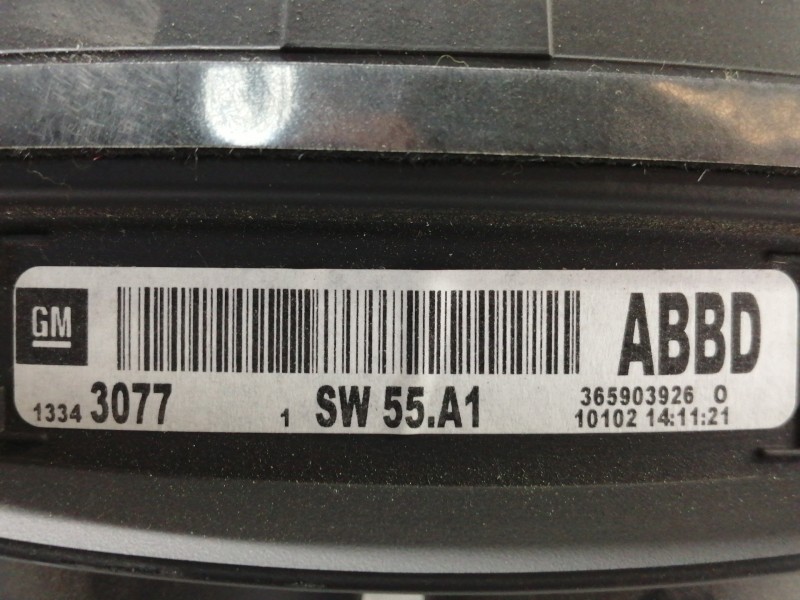 GM
ABBD
1334 3077 1 SW 55.A1
365903926 O
10102 14:11:21